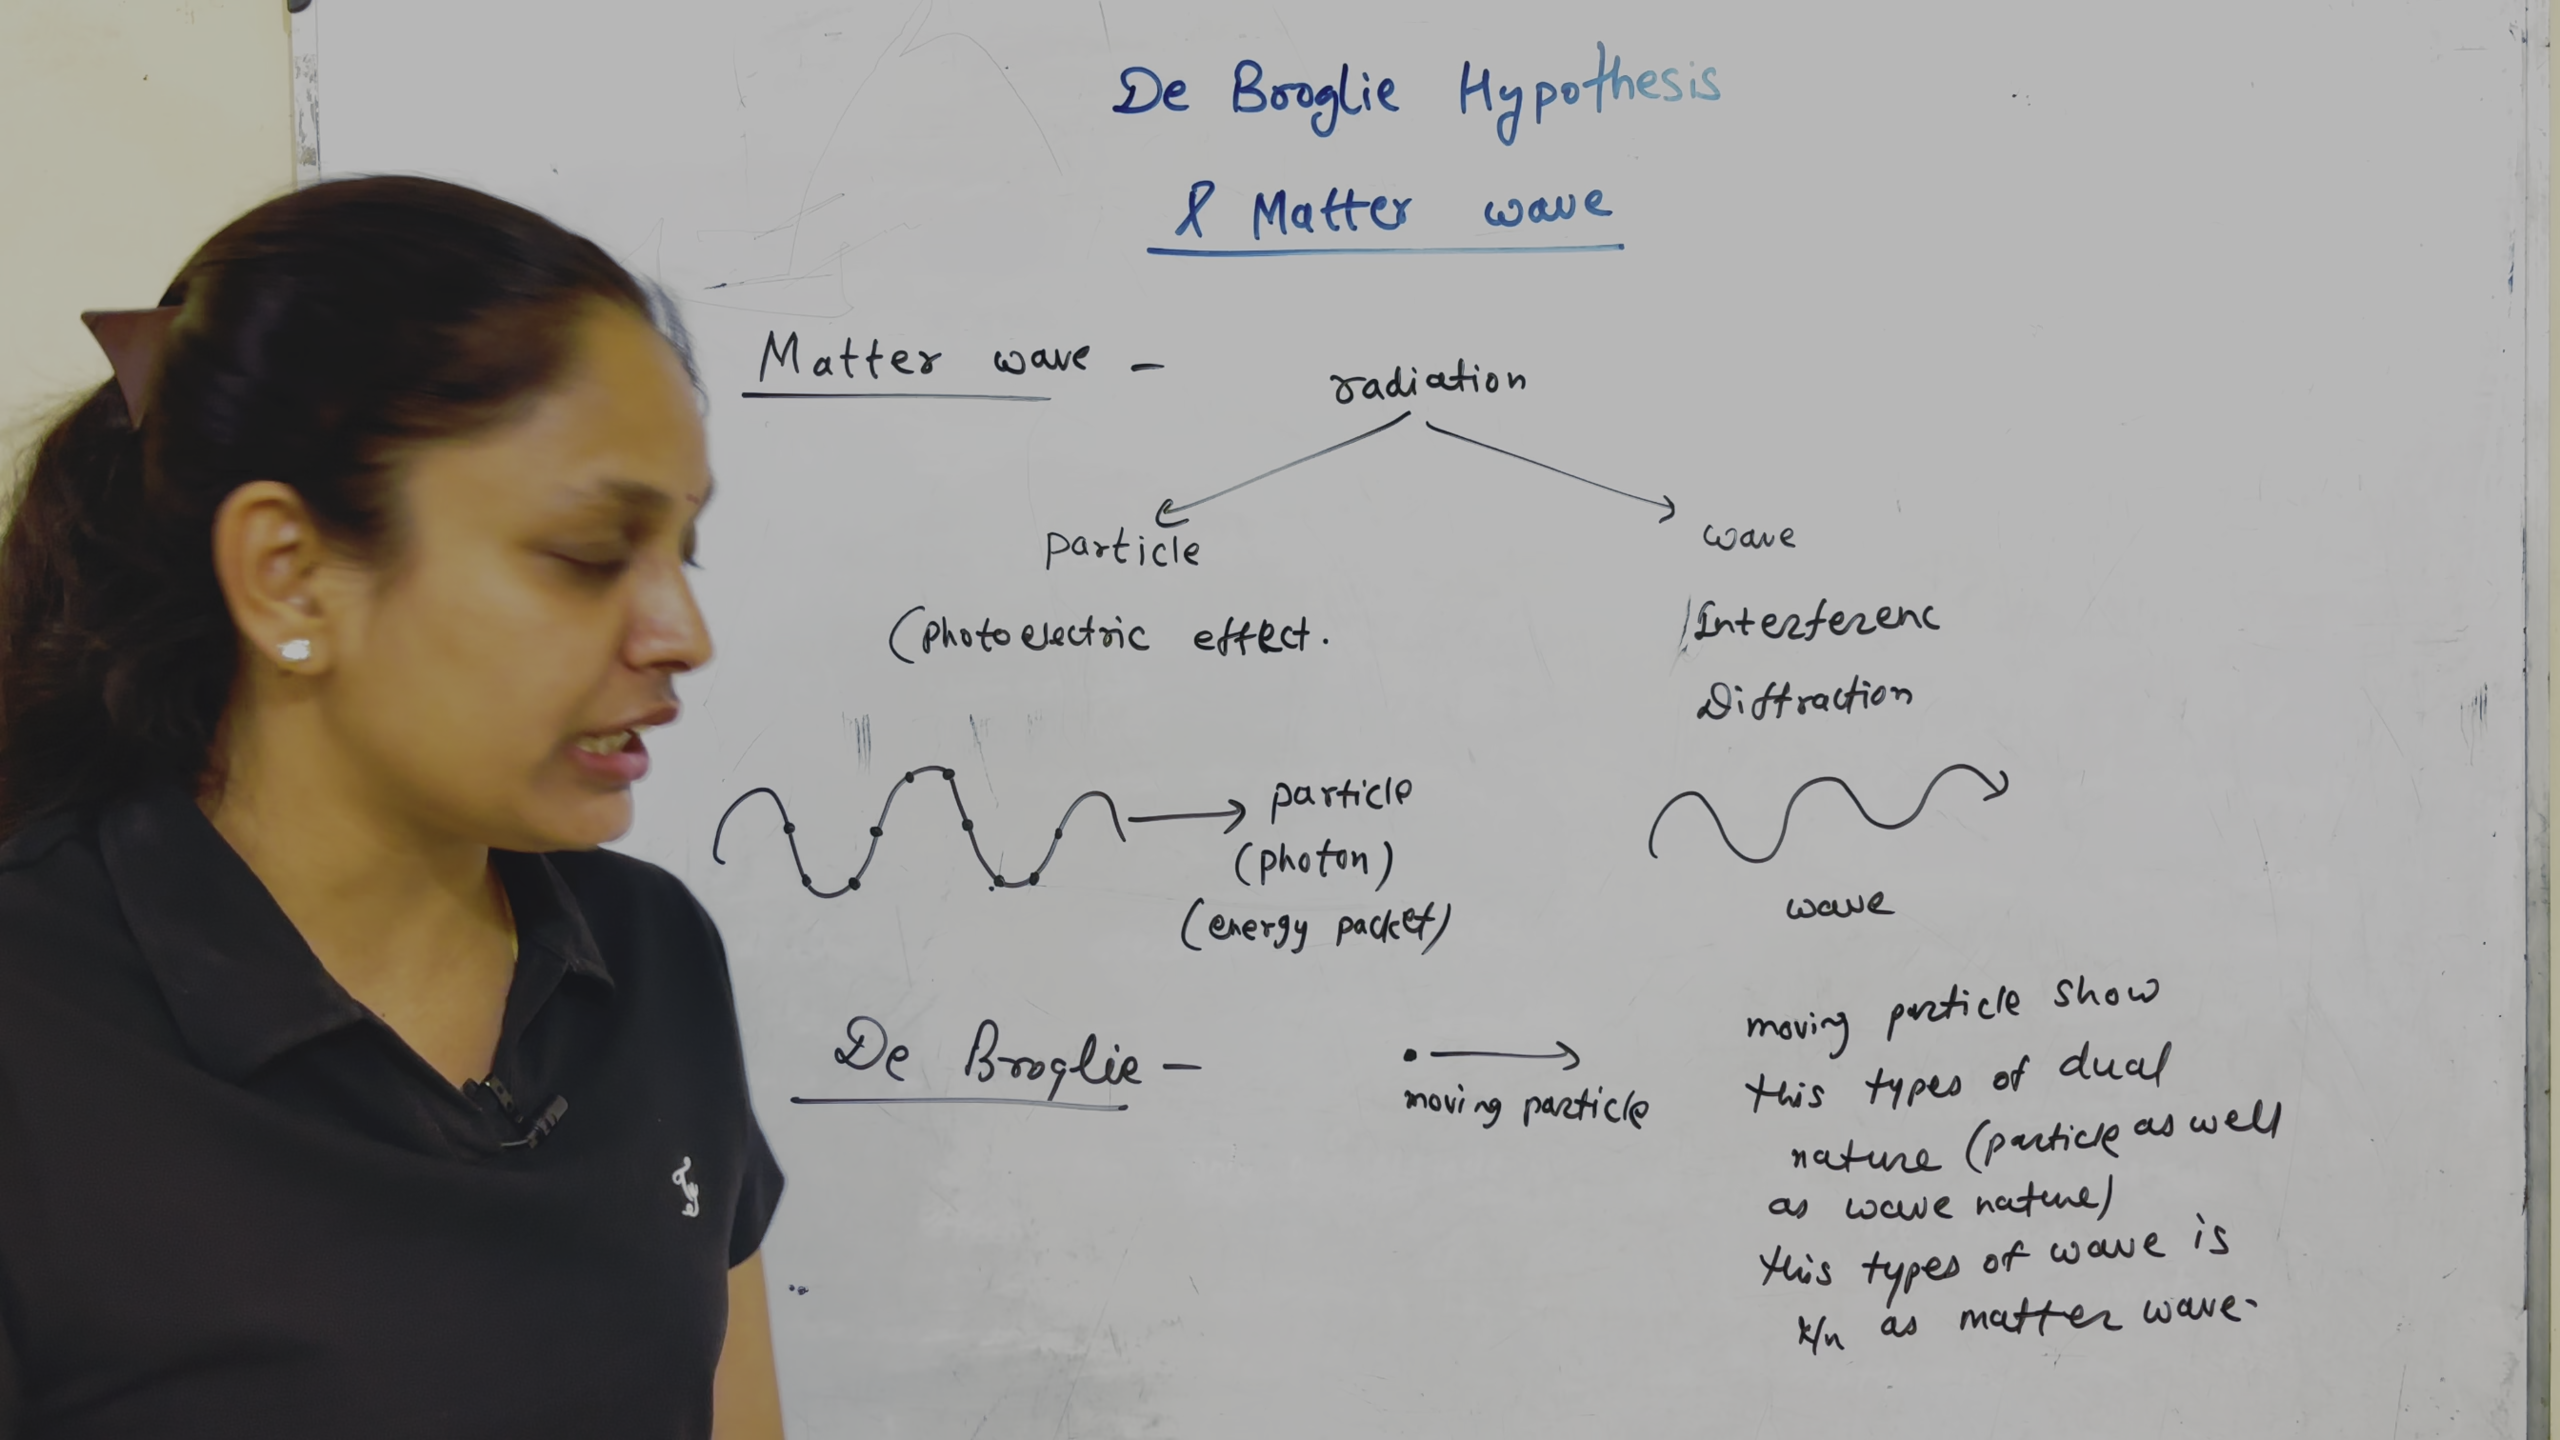 De Broglie Hypothesis
& Matter wave
Matter wave -
radiation
particle
wave
(Photoelectric effect.
Interferenc
Diffraction
particle
(photon)
(energy packet)
wave
De Broglie -
moving particle
moving particle show
this types of dual
nature (particle as well
as wave nature)
this types of wave is
k/n as matter wave.